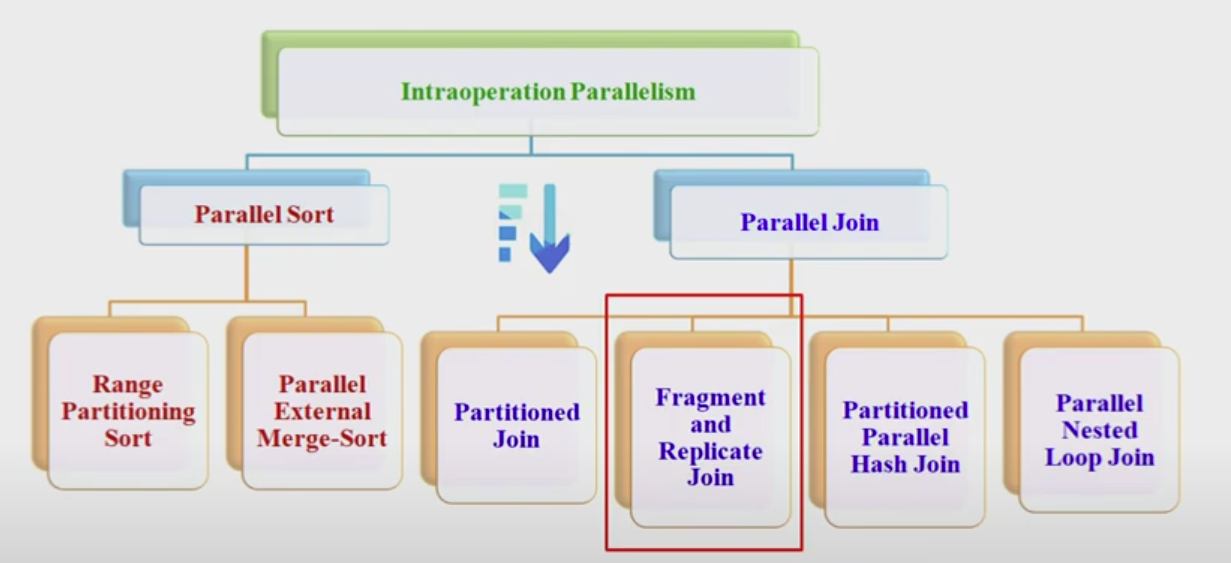 Intraoperation Parallelism
Parallel Sort
Parallel Join
Range
Partitioning
Sort
Parallel
External
Merge-Sort
Partitioned
Join
Fragment
and
Replicate
Join
Partitioned
Parallel
Hash Join
Parallel
Nested
Loop Join